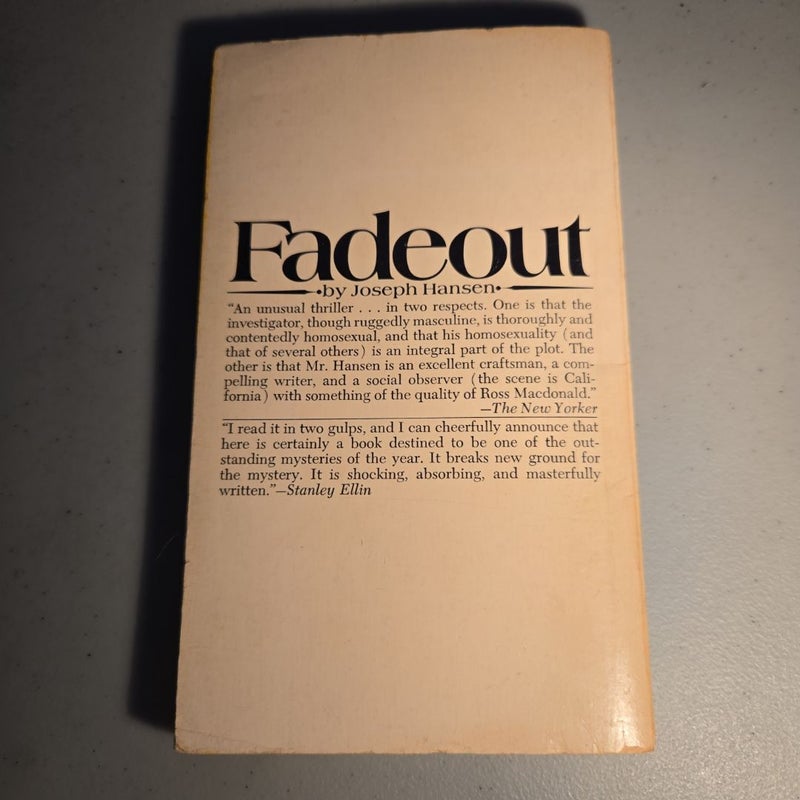 Fadeout
•by Joseph Hansen•
"An unusual thriller . . . in two respects. One is that the
investigator, though ruggedly masculine, is thoroughly and
contentedly homosexual, and that his homosexuality (and
that of several others) is an integral part of the plot. The
other is that Mr. Hansen is an excellent craftsman, a com-
pelling writer, and a social observer (the scene is Cali-
fornia) with something of the quality of Ross Macdonald."
—The New Yorker
"I read it in two gulps, and I can cheerfully announce that
here is certainly a book destined to be one of the out-
standing mysteries of the year. It breaks new ground for
the mystery. It is shocking, absorbing, and masterfully
written."—Stanley Ellin